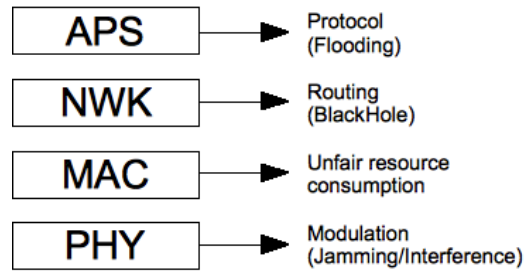 APS
Protocol
(Flooding)
NWK
Routing
(BlackHole)
MAC
Unfair resource
consumption
PHY
Modulation
(Jamming/Interference)